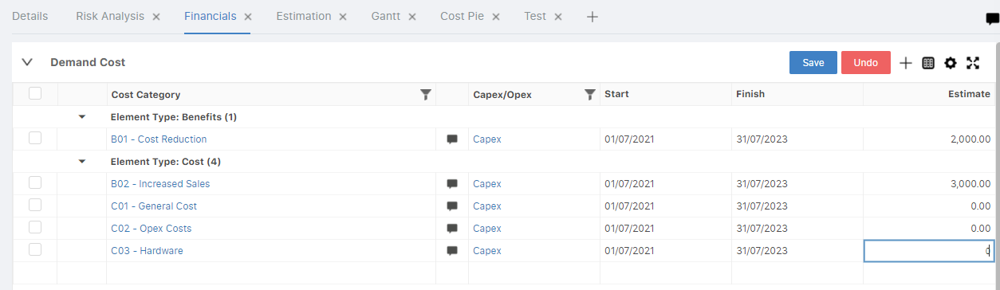 Details Risk Analysis Financials Estimation Gantt Cost Pie Test
Demand Cost Save Undo
Cost Category Capex/Opex Start Finish Estimate
Element Type: Benefits (1)
B01 - Cost Reduction Capex 01/07/2021 31/07/2023 2,000.00
Element Type: Cost (4)
B02 - Increased Sales Capex 01/07/2021 31/07/2023 3,000.00
C01 - General Cost Capex 01/07/2021 31/07/2023 0.00
C02 - Opex Costs Capex 01/07/2021 31/07/2023 0.00
C03 - Hardware Capex 01/07/2021 31/07/2023 0